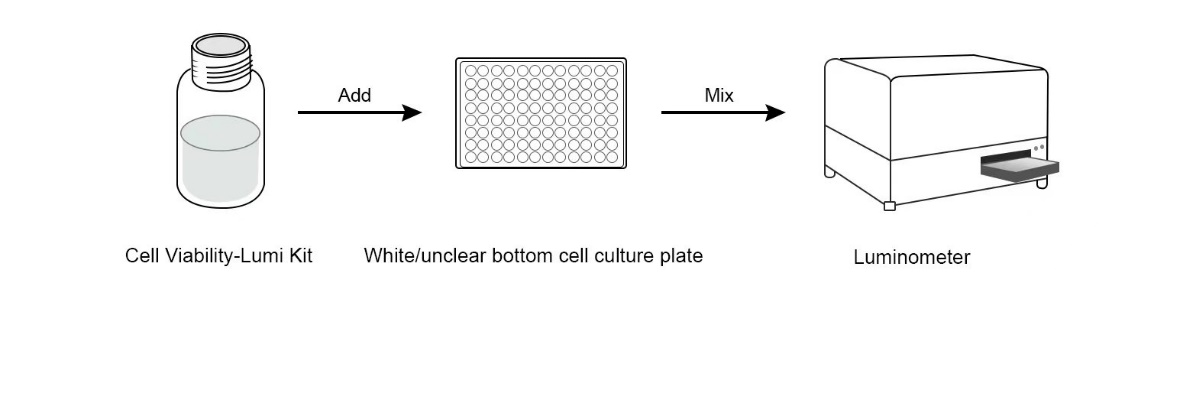 Add
Mix
Cell Viability-Lumi Kit
White/unclear bottom cell culture plate
Luminometer